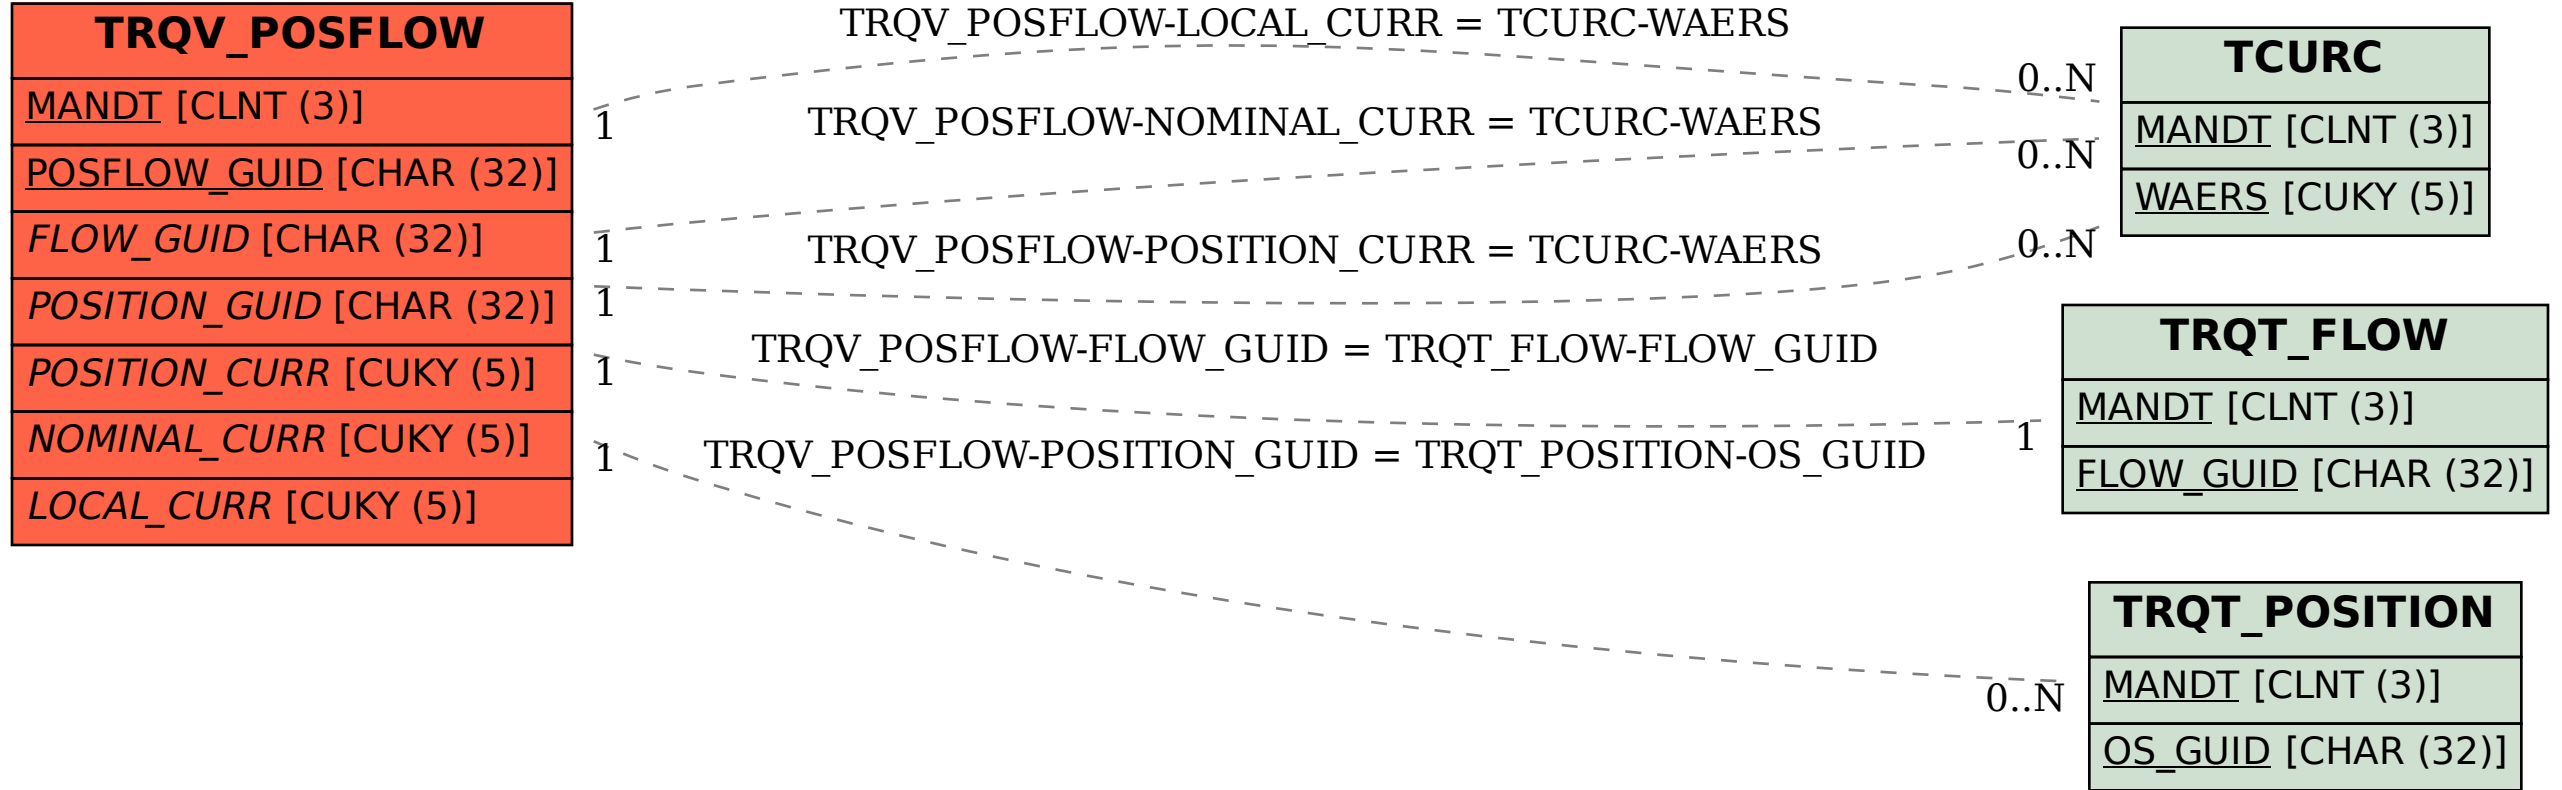 TRQV_POSFLOW
MANDT [CLNT (3)]
POSFLOW_GUID [CHAR (32)]
FLOW_GUID [CHAR (32)]
POSITION_GUID [CHAR (32)]
POSITION_CURR [CUKY (5)]
NOMINAL_CURR [CUKY (5)]
LOCAL_CURR [CUKY (5)]
TRQV_POSFLOW-LOCAL_CURR = TCURC-WAERS
1
0..N
TRQV_POSFLOW-NOMINAL_CURR = TCURC-WAERS
1
0..N
TRQV_POSFLOW-POSITION_CURR = TCURC-WAERS
1
0..N
TRQV_POSFLOW-FLOW_GUID = TRQT_FLOW-FLOW_GUID
1
1
TRQV_POSFLOW-POSITION_GUID = TRQT_POSITION-OS_GUID
1
0..N
TCURC
MANDT [CLNT (3)]
WAERS [CUKY (5)]
TRQT_FLOW
MANDT [CLNT (3)]
FLOW_GUID [CHAR (32)]
TRQT_POSITION
MANDT [CLNT (3)]
OS_GUID [CHAR (32)]